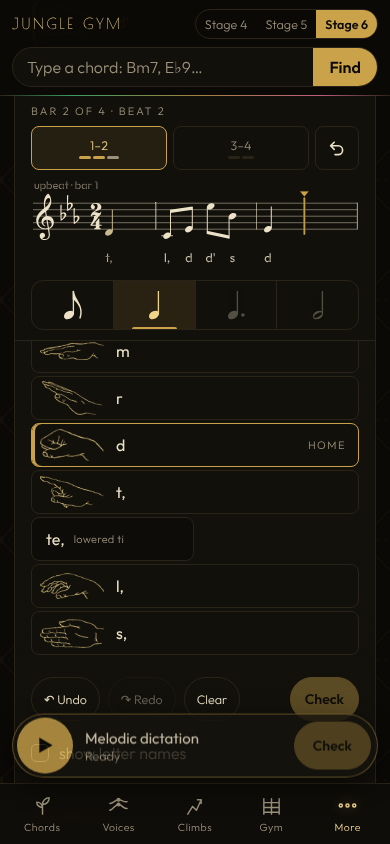 JUNGLE GYM
Stage 4 Stage 5 Stage 6
Type a chord: Bm7, E♭9... Find
BAR 2 OF 4 · BEAT 2
1–2 3–4
upbeat · bar 1
2
4
t, l, d d' s d
m
r
d HOME
t,
te, lowered ti
l,
s,
↶ Undo ↷ Redo Clear Check
Melodic dictation
Ready
Check
show letter names
Chords Voices Climbs Gym More